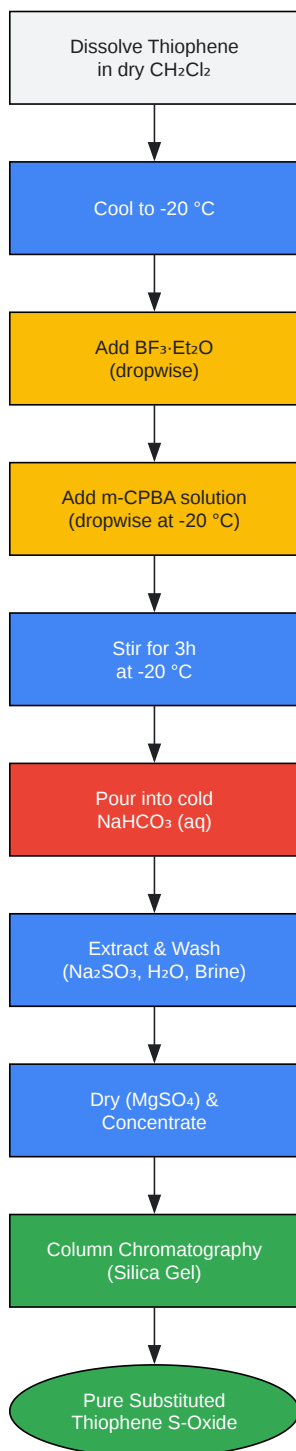 Dissolve Thiophene
in dry CH₂Cl₂
Cool to -20 °C
Add BF₃·Et₂O
(dropwise)
Add m-CPBA solution
(dropwise at -20 °C)
Stir for 3h
at -20 °C
Pour into cold
NaHCO₃ (aq)
Extract & Wash
(Na₂SO₃, H₂O, Brine)
Dry (MgSO₄) &
Concentrate
Column Chromatography
(Silica Gel)
Pure Substituted
Thiophene S-Oxide